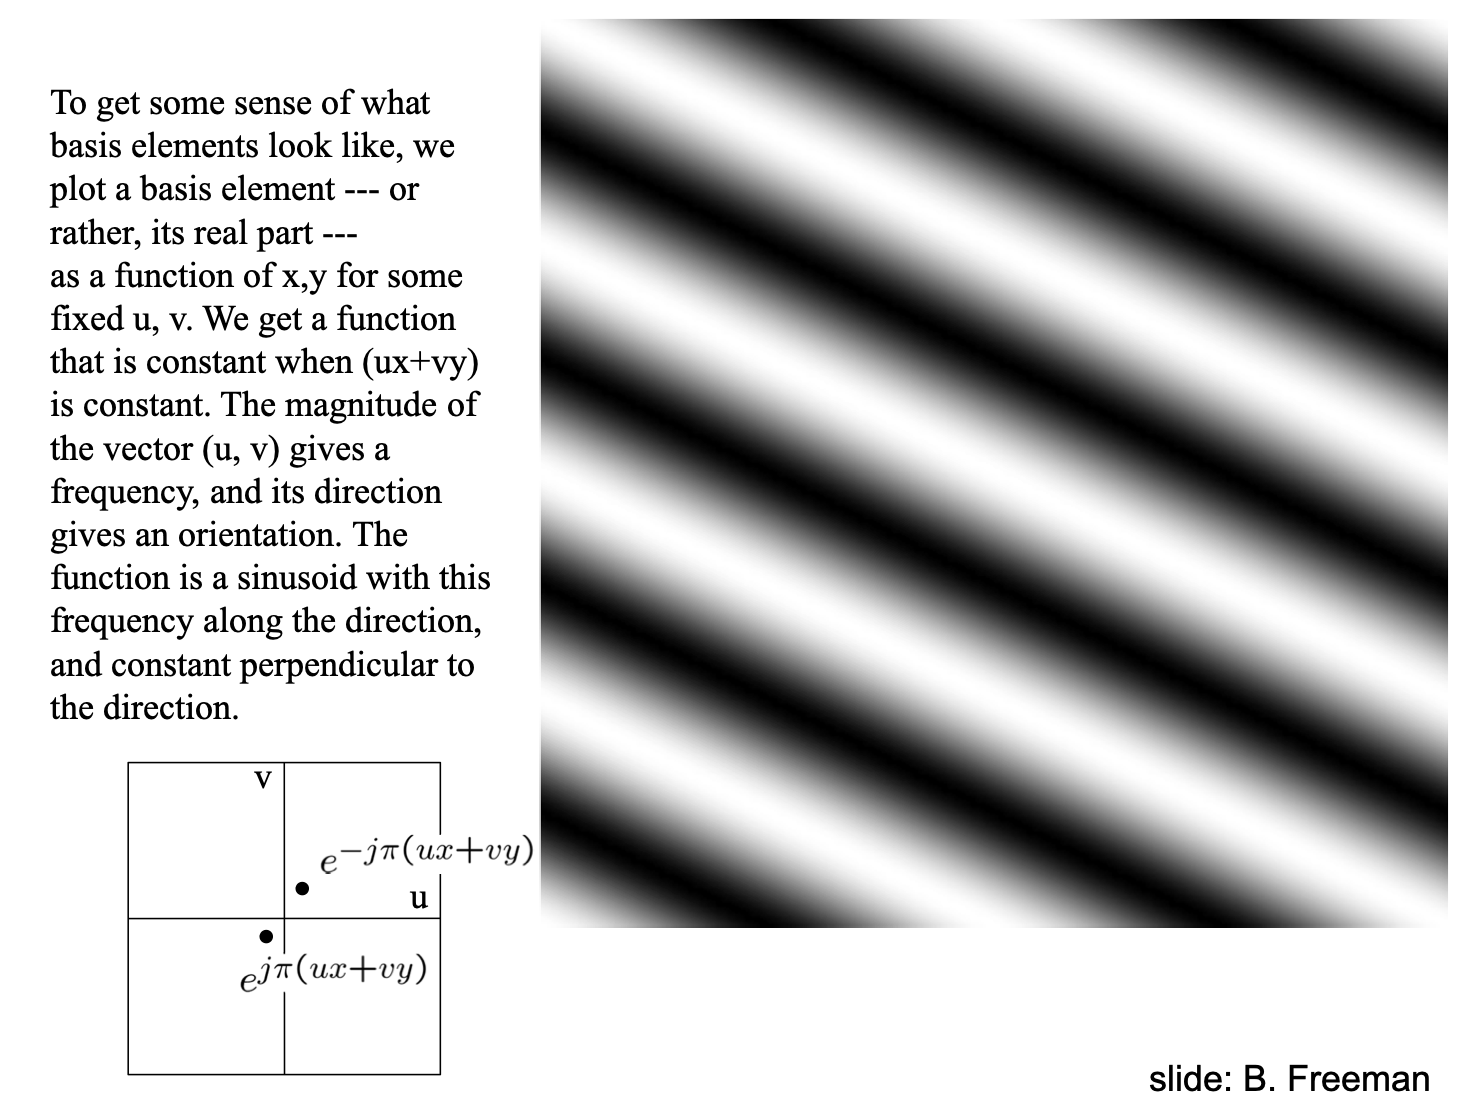 To get some sense of what
basis elements look like, we
plot a basis element --- or
rather, its real part ---
as a function of x,y for some
fixed u, v. We get a function
that is constant when (ux+vy)
is constant. The magnitude of
the vector (u, v) gives a
frequency, and its direction
gives an orientation. The
function is a sinusoid with this
frequency along the direction,
and constant perpendicular to
the direction.
v
e^{-jπ(ux+vy)}
u
e^{jπ(ux+vy)}
slide: B. Freeman